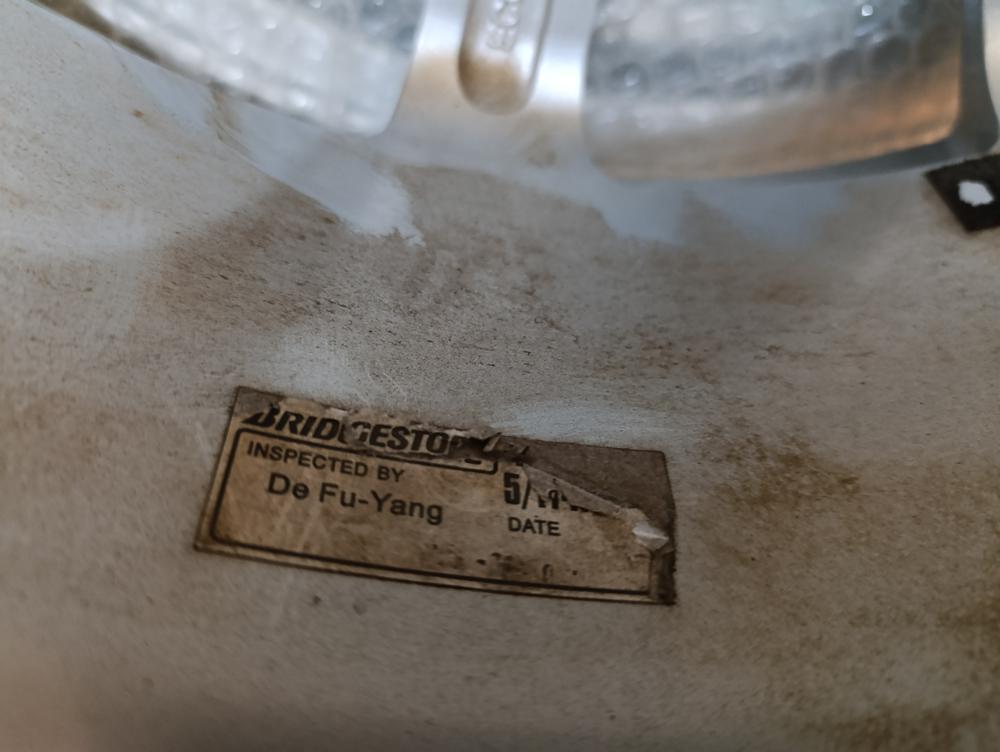 BRIDGESTO
INSPECTED BY
De Fu-Yang
5/
DATE